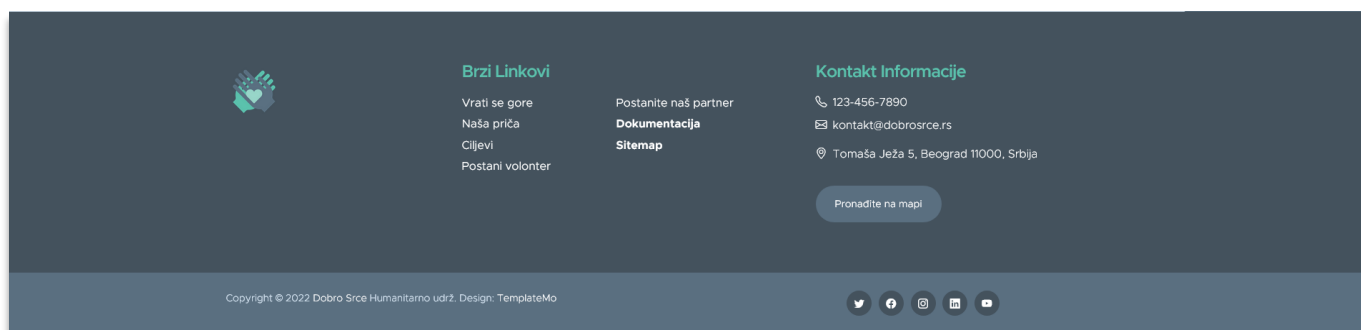 Brzi Linkovi
Vrati se gore
Naša priča
Ciljevi
Postani volonter
Postanite naš partner
Dokumentacija
Sitemap
Kontakt Informacije
123-456-7890
kontakt@dobrosrce.rs
Tomaša Ježa 5, Beograd 11000, Srbija
Pronađite na mapi
Copyright © 2022 Dobro Srce Humanitarno udrž. Design: TemplateMo